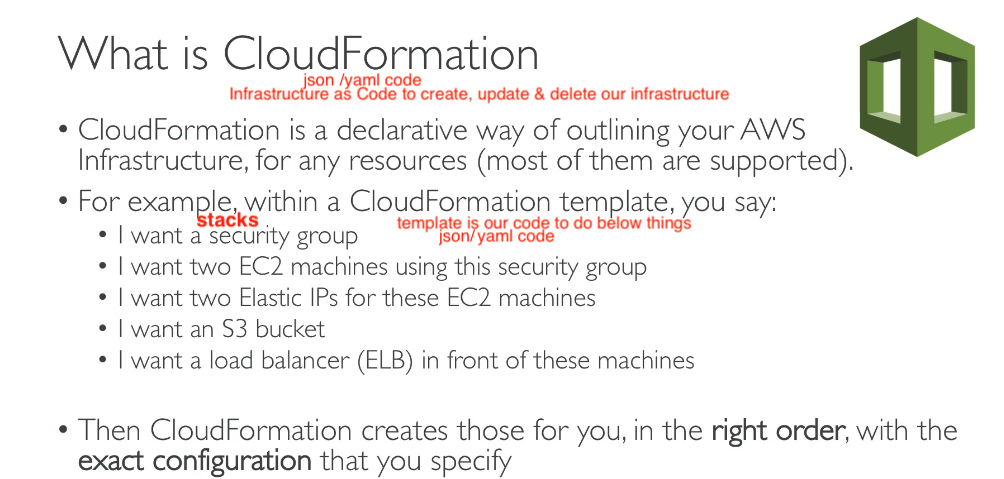 What is CloudFormation
json /yaml code
Infrastructure as Code to create, update & delete our infrastructure
• CloudFormation is a declarative way of outlining your AWS
Infrastructure, for any resources (most of them are supported).
• For example, within a CloudFormation template, you say:
stacks
template is our code to do below things
• I want a security group
json/yaml code
• I want two EC2 machines using this security group
• I want two Elastic IPs for these EC2 machines
• I want an S3 bucket
• I want a load balancer (ELB) in front of these machines
• Then CloudFormation creates those for you, in the right order, with the
exact configuration that you specify